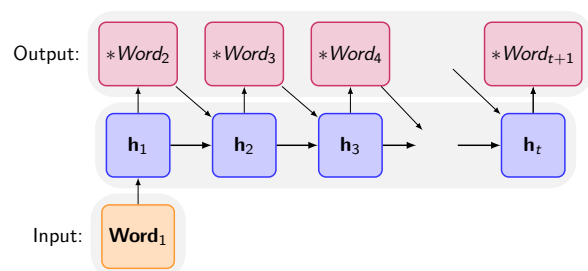 Output: *Word₂ *Word₃ *Word₄ *Wordₜ₊₁
h₁ h₂ h₃ hₜ
Input: Word₁